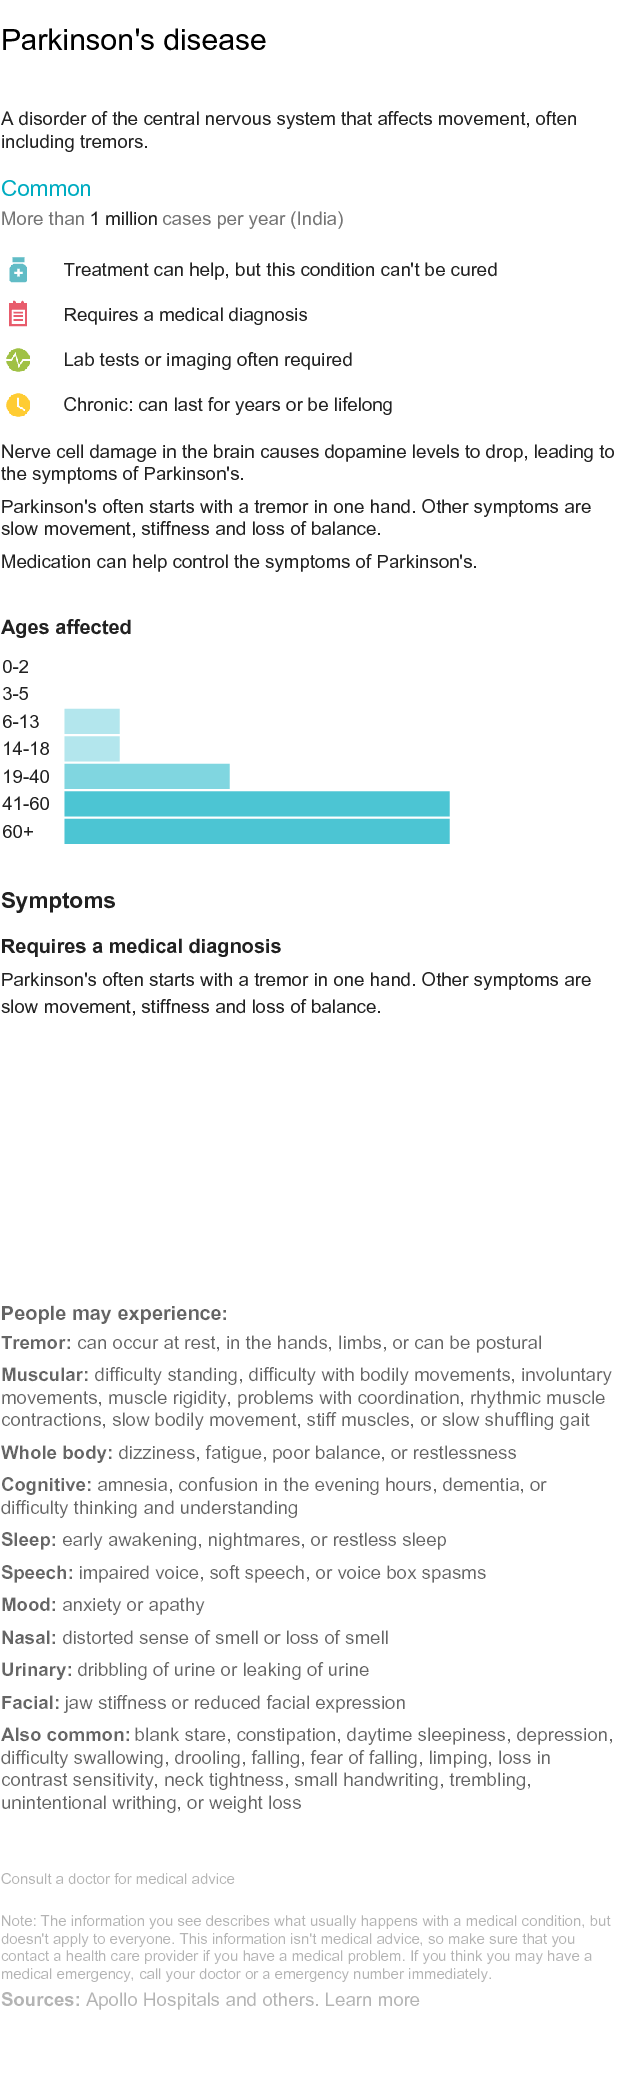 Parkinson's disease
A disorder of the central nervous system that affects movement, often
including tremors.
Common
More than 1 million cases per year (India)
Treatment can help, but this condition can't be cured
Requires a medical diagnosis
Lab tests or imaging often required
Chronic: can last for years or be lifelong
Nerve cell damage in the brain causes dopamine levels to drop, leading to
the symptoms of Parkinson's.
Parkinson's often starts with a tremor in one hand. Other symptoms are
slow movement, stiffness and loss of balance.
Medication can help control the symptoms of Parkinson's.
Ages affected
0-2
3-5
6-13
14-18
19-40
41-60
60+
Symptoms
Requires a medical diagnosis
Parkinson's often starts with a tremor in one hand. Other symptoms are
slow movement, stiffness and loss of balance.
People may experience:
Tremor: can occur at rest, in the hands, limbs, or can be postural
Muscular: difficulty standing, difficulty with bodily movements, involuntary
movements, muscle rigidity, problems with coordination, rhythmic muscle
contractions, slow bodily movement, stiff muscles, or slow shuffling gait
Whole body: dizziness, fatigue, poor balance, or restlessness
Cognitive: amnesia, confusion in the evening hours, dementia, or
difficulty thinking and understanding
Sleep: early awakening, nightmares, or restless sleep
Speech: impaired voice, soft speech, or voice box spasms
Mood: anxiety or apathy
Nasal: distorted sense of smell or loss of smell
Urinary: dribbling of urine or leaking of urine
Facial: jaw stiffness or reduced facial expression
Also common: blank stare, constipation, daytime sleepiness, depression,
difficulty swallowing, drooling, falling, fear of falling, limping, loss in
contrast sensitivity, neck tightness, small handwriting, trembling,
unintentional writhing, or weight loss
Consult a doctor for medical advice
Note: The information you see describes what usually happens with a medical condition, but
doesn't apply to everyone. This information isn't medical advice, so make sure that you
contact a health care provider if you have a medical problem. If you think you may have a
medical emergency, call your doctor or a emergency number immediately.
Sources: Apollo Hospitals and others. Learn more